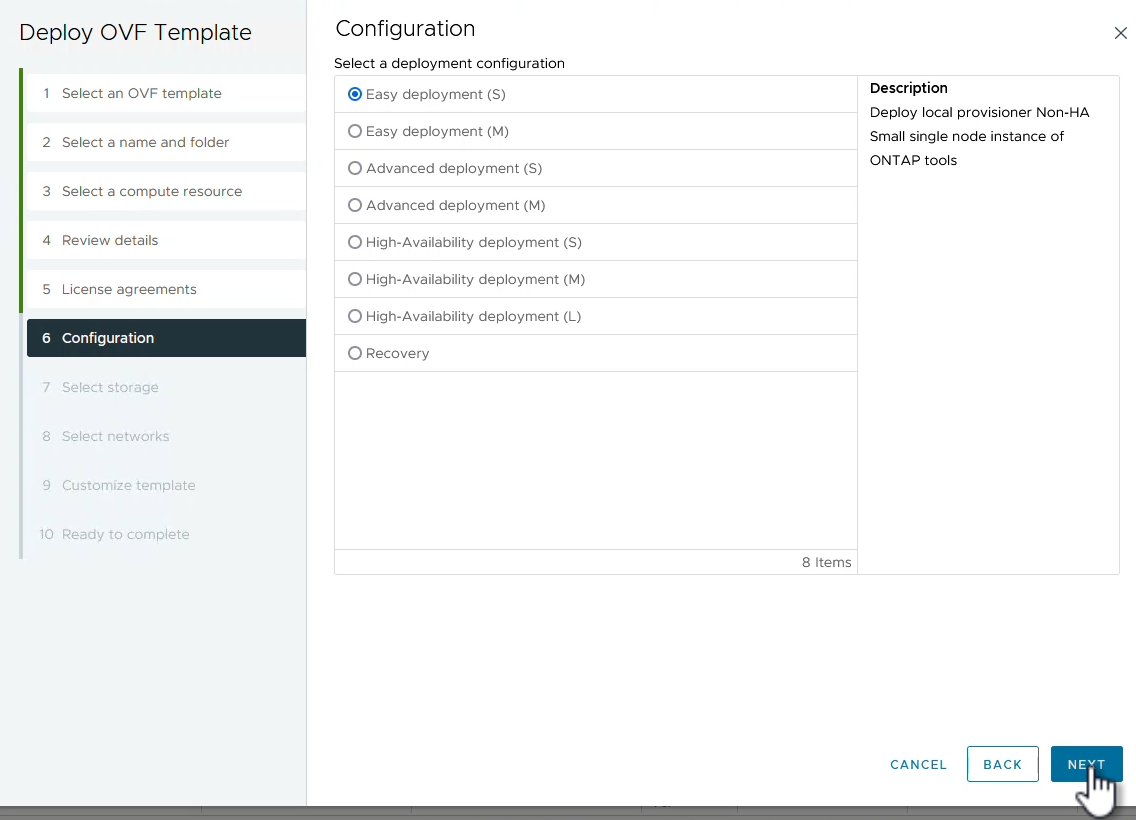 Deploy OVF Template
1 Select an OVF template
2 Select a name and folder
3 Select a compute resource
4 Review details
5 License agreements
6 Configuration
7 Select storage
8 Select networks
9 Customize template
10 Ready to complete
Configuration
Select a deployment configuration
Easy deployment (S)
Easy deployment (M)
Advanced deployment (S)
Advanced deployment (M)
High-Availability deployment (S)
High-Availability deployment (M)
High-Availability deployment (L)
Recovery
8 Items
Description
Deploy local provisioner Non-HA
Small single node instance of
ONTAP tools
CANCEL
BACK
NEXT